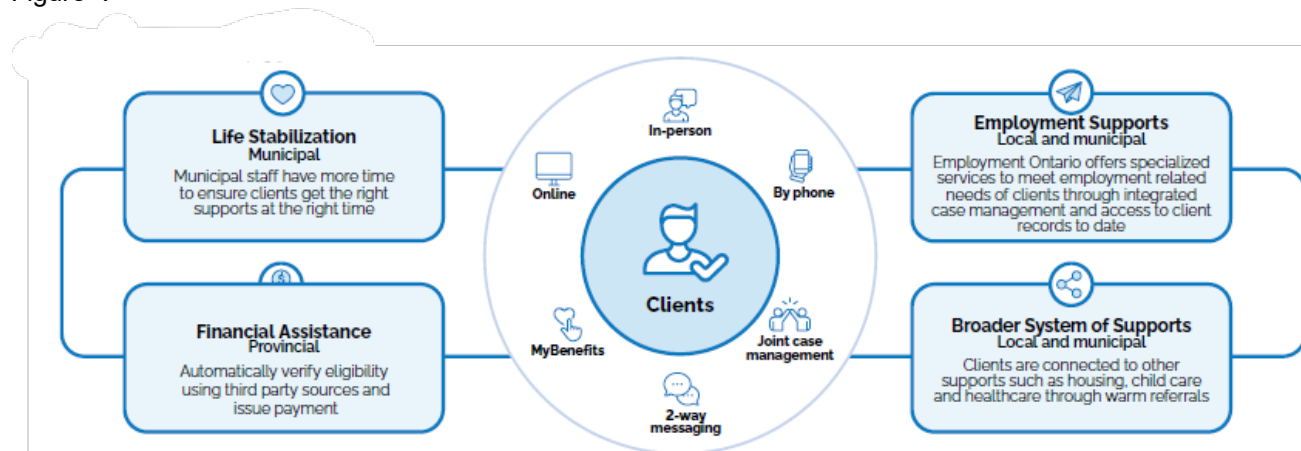 Life Stabilization
Municipal
Municipal staff have more time
to ensure clients get the right
supports at the right time
Financial Assistance
Provincial
Automatically verify eligibility
using third party sources and
issue payment
In-person
Online
By phone
Clients
MyBenefits
Joint case
management
2-way
messaging
Employment Supports
Local and municipal
Employment Ontario offers specialized
services to meet employment related
needs of clients through integrated
case management and access to client
records to date
Broader System of Supports
Local and municipal
Clients are connected to other
supports such as housing, child care
and healthcare through warm referrals